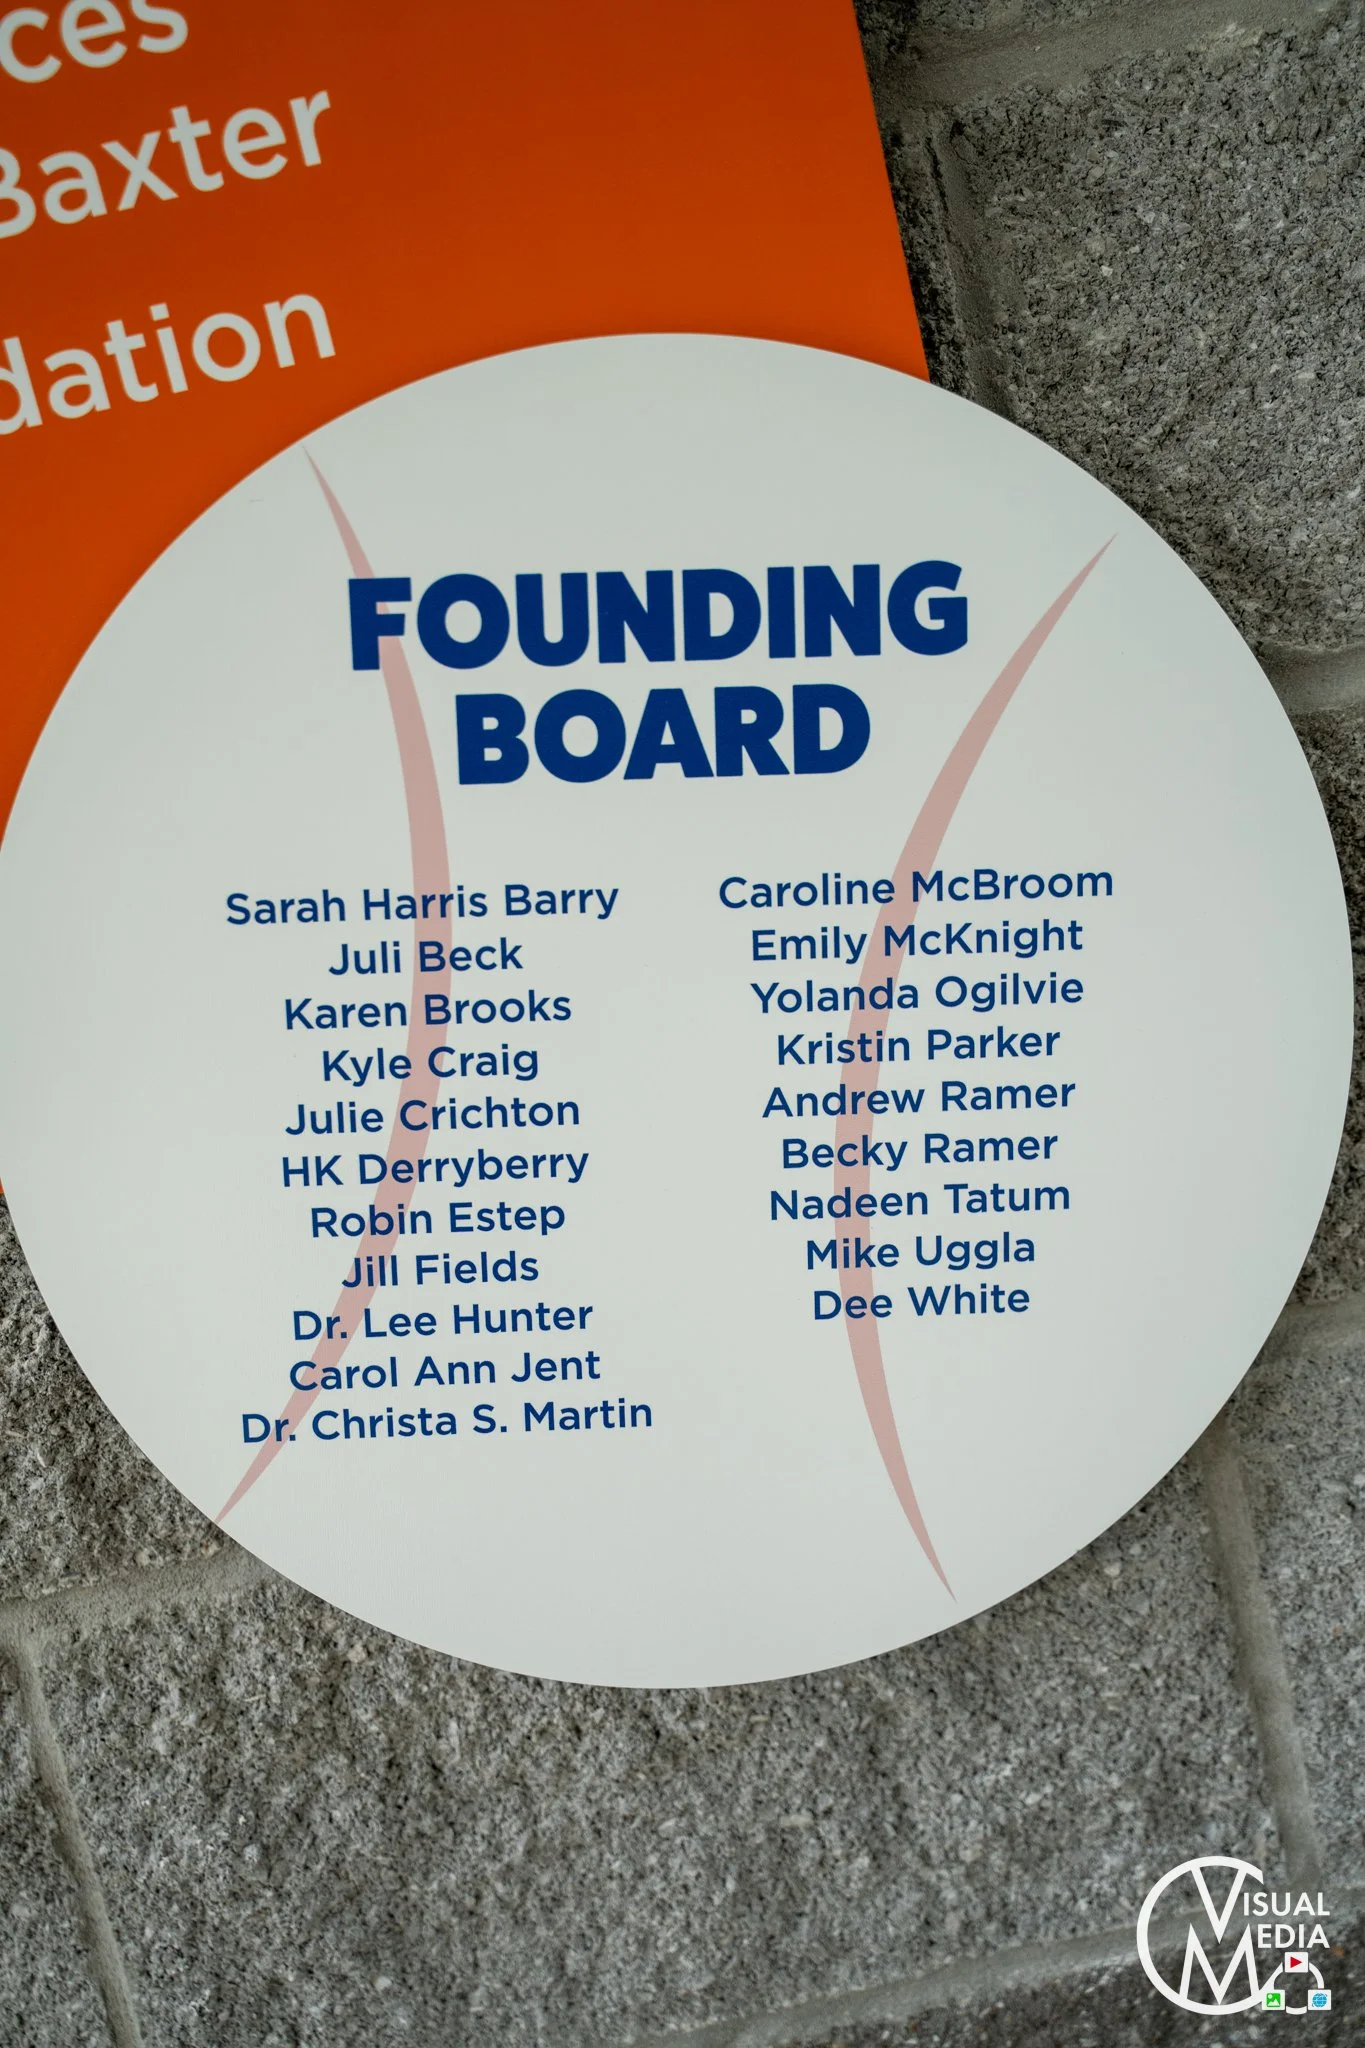 ces
Baxter
dation
FOUNDING
BOARD
Sarah Harris Barry
Juli Beck
Karen Brooks
Kyle Craig
Julie Crichton
HK Derryberry
Robin Estep
Jill Fields
Dr. Lee Hunter
Carol Ann Jent
Dr. Christa S. Martin
Caroline McBroom
Emily McKnight
Yolanda Ogilvie
Kristin Parker
Andrew Ramer
Becky Ramer
Nadeen Tatum
Mike Uggla
Dee White
VISUAL
MEDIA